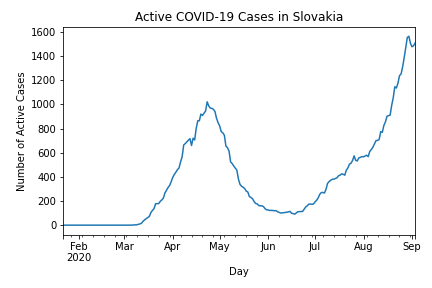 Active COVID-19 Cases in Slovakia
Number of Active Cases
1600
1400
1200
1000
800
600
400
200
0
Feb Mar Apr May Jun Jul Aug Sep
2020
Day